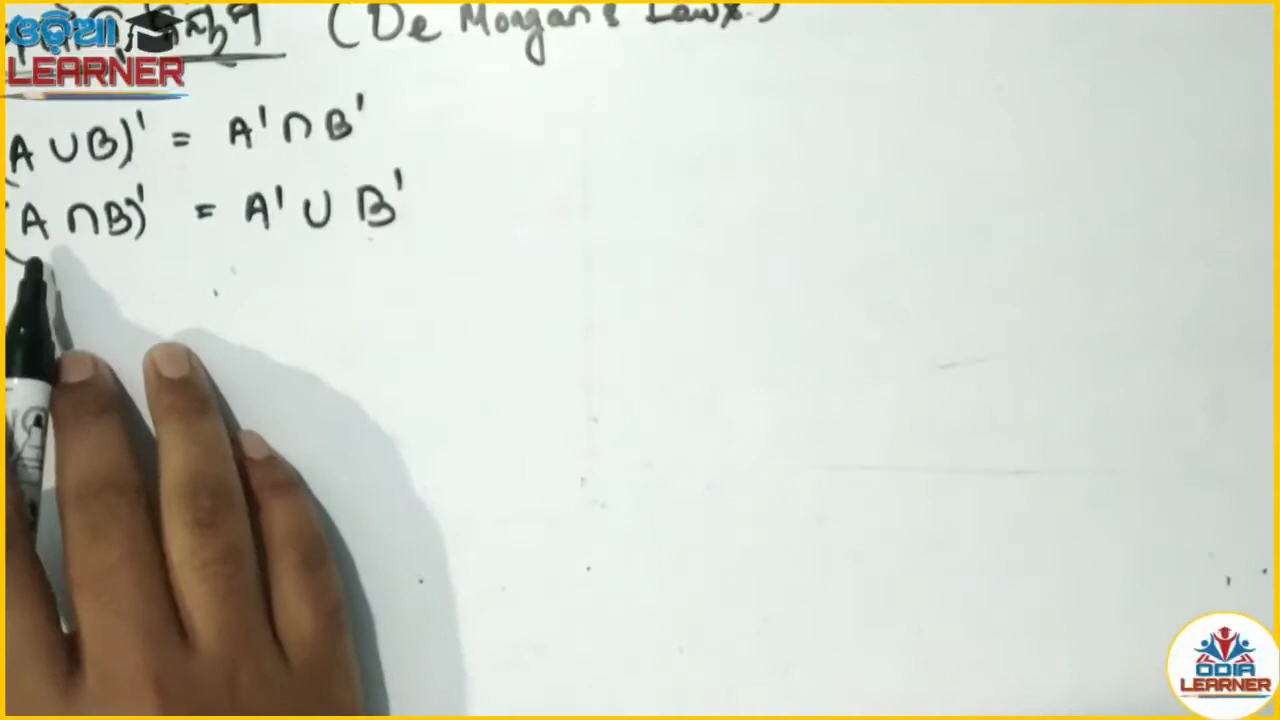 (De Morgan's Laws.)
(A ∪ B)' = A' ∩ B'
(A ∩ B)' = A' ∪ B'
ଓଡ଼ିଆ
LEARNER
ODIA
LEARNER